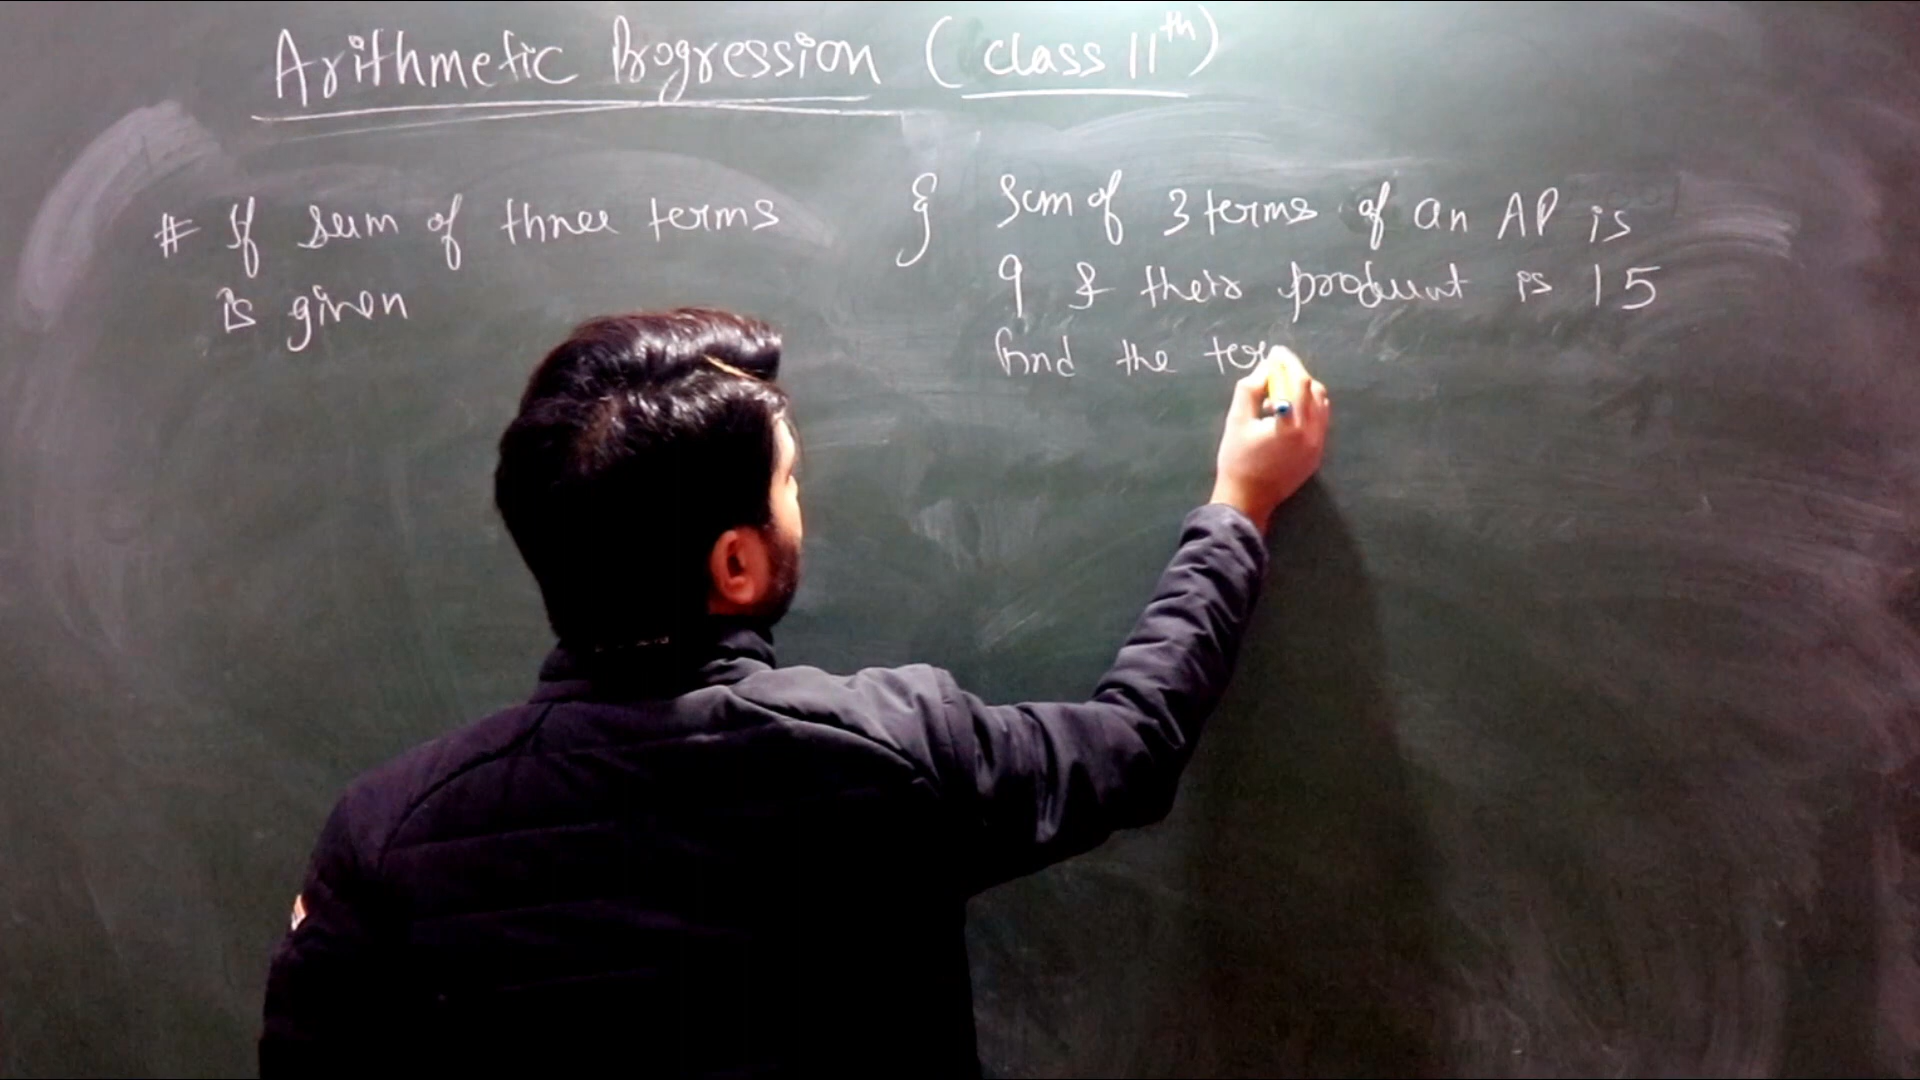 Arithmetic Progression (class 11th)
# If sum of three terms
is given
Sum of 3 terms of an AP is
9 & their product is 15
find the ter